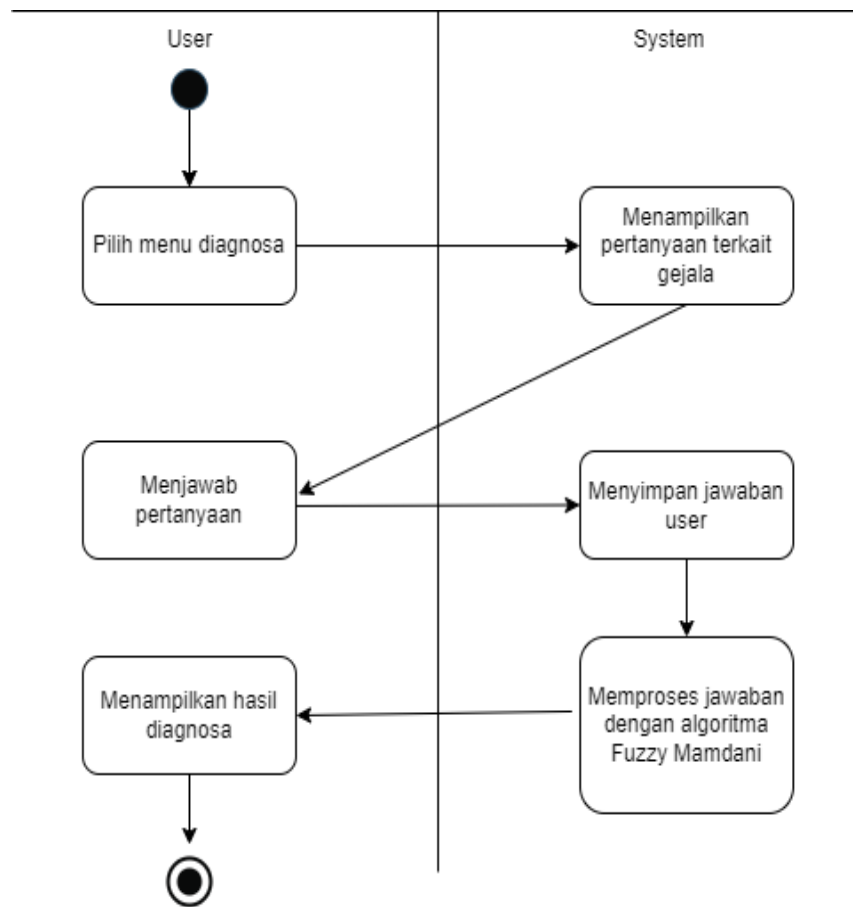 User
System
Pilih menu diagnosa
Menampilkan
pertanyaan terkait
gejala
Menjawab
pertanyaan
Menyimpan jawaban
user
Menampilkan hasil
diagnosa
Memproses jawaban
dengan algoritma
Fuzzy Mamdani